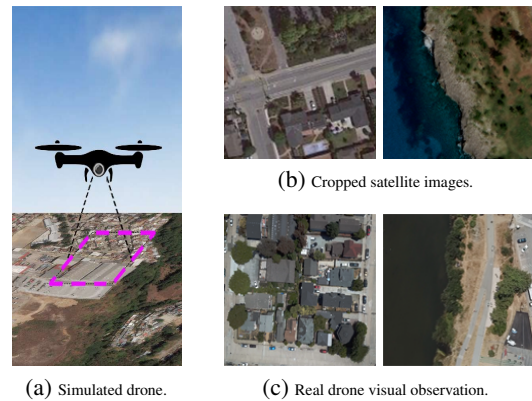 (b) Cropped satellite images.
(a) Simulated drone.
(c) Real drone visual observation.